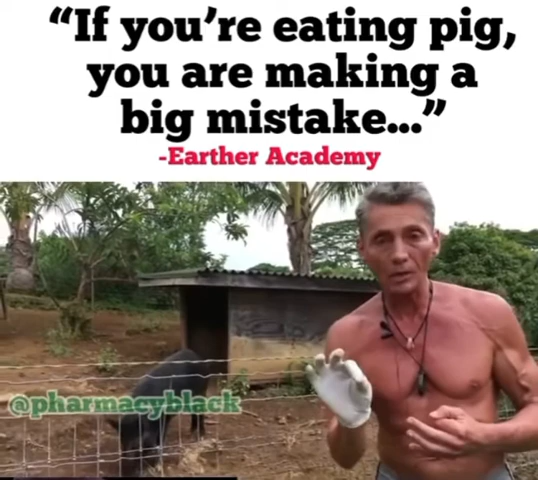 “If you’re eating pig,
you are making a
big mistake...”
-Earther Academy
@pharmacyblack